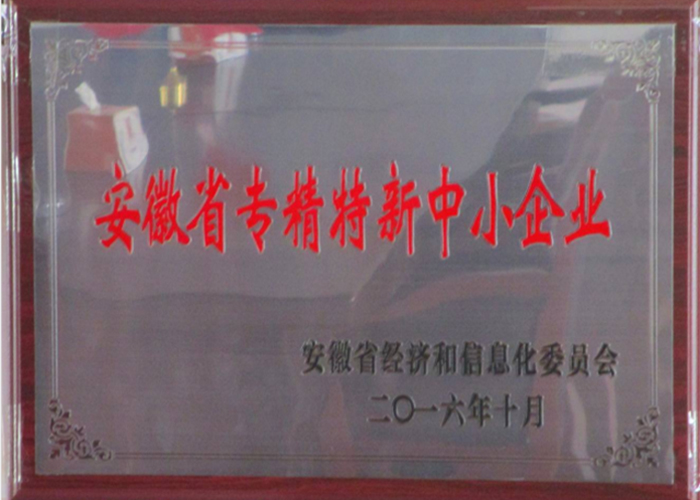 安徽省专精特新中小企业
安徽省经济和信息化委员会
二〇一六年十月